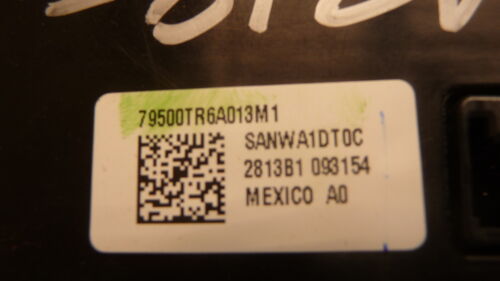 79500TR6A013M1
SANWA1DT0C
2813B1 093154
MEXICO A0